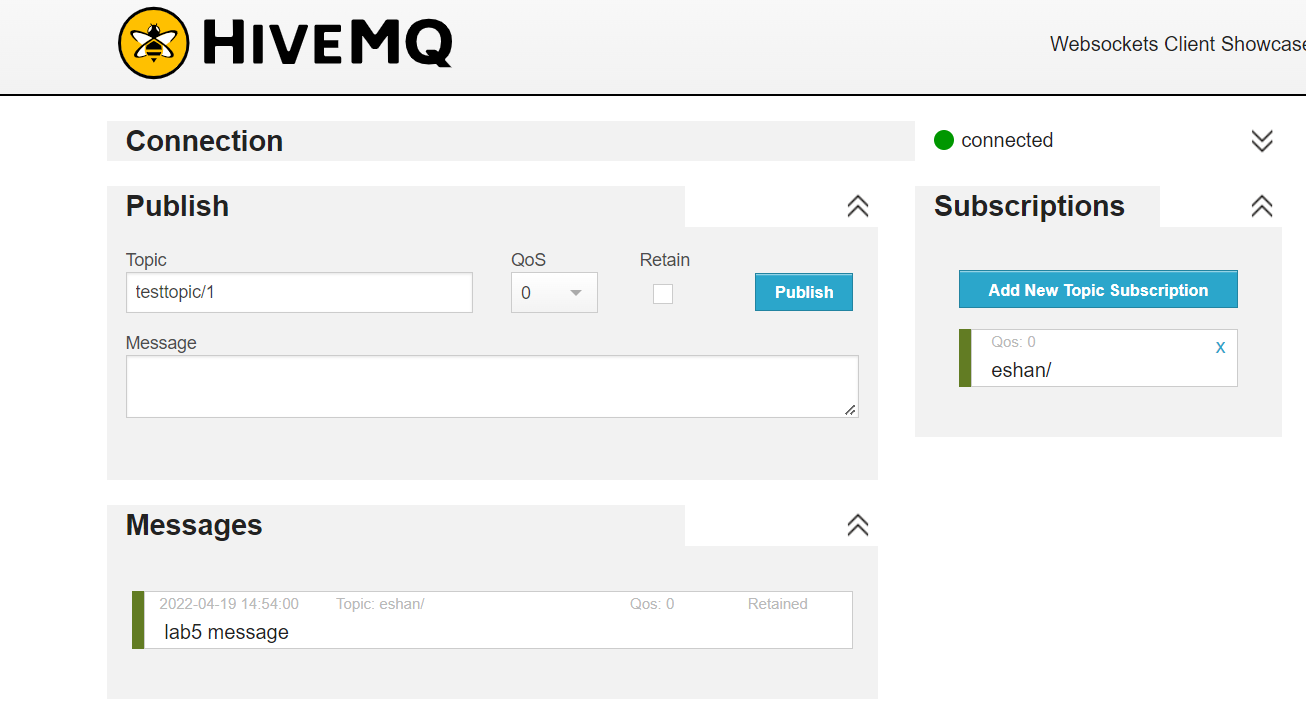 HIVEMQ
Websockets Client Showcase
Connection
connected
Publish
Subscriptions
Topic QoS Retain
testtopic/1 0 Publish
Add New Topic Subscription
Message
Qos: 0 x
eshan/
Messages
2022-04-19 14:54:00 Topic: eshan/ Qos: 0 Retained
lab5 message